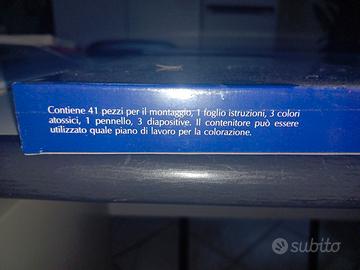 Contiene 41 pezzi per il montaggio, 1 foglio istruzioni, 3 colori
atossici, 1 pennello, 3 diapositive. Il contenitore può essere
utilizzato quale piano di lavoro per la colorazione.
subito